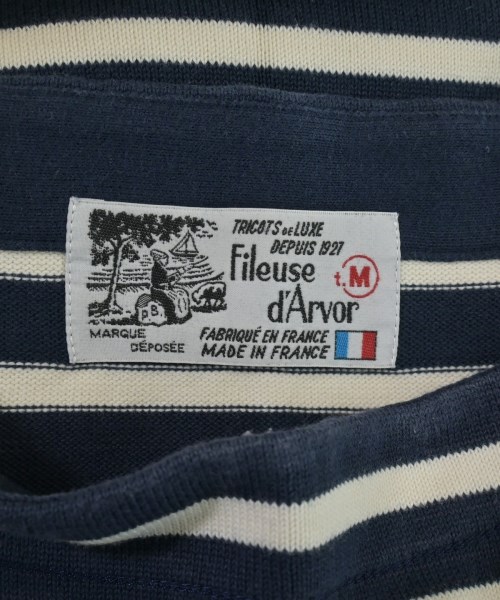 TRICOTS DE LUXE
DEPUIS 1927
Fileuse
d'Arvor
t.M
P.B.
MARQUE
DÉPOSÉE
FABRIQUÉ EN FRANCE
MADE IN FRANCE